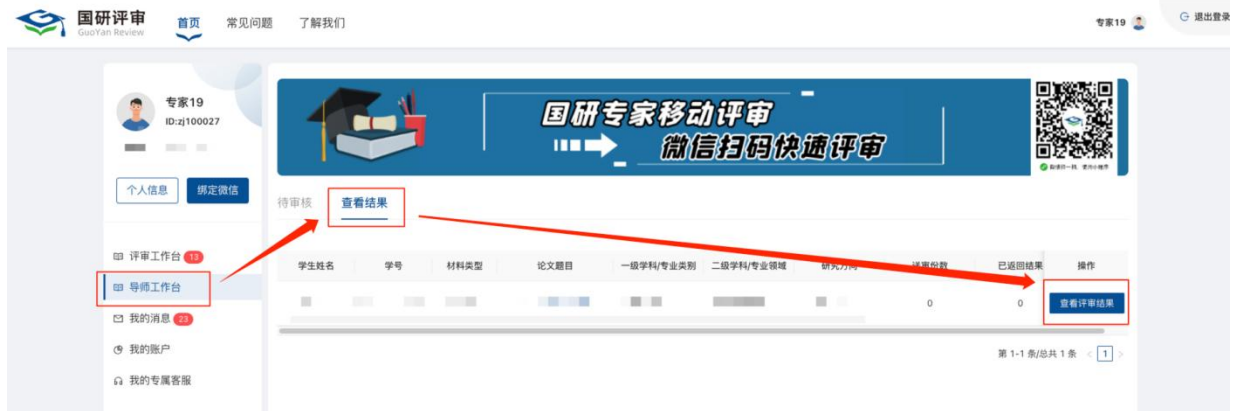 国研评审
GuoYan Review
首页
常见问题
了解我们
专家19
退出登录
专家19
ID:zj100027
个人信息
绑定微信
国研专家移动评审
微信扫码快速评审
待审核
查看结果
评审工作台 13
导师工作台
我的消息 23
我的账户
我的专属客服
学生姓名 学号 材料类型 论文题目 一级学科/专业类别 二级学科/专业领域 研究方向 送审份数 已返回结果 操作
0 0 查看评审结果
第 1-1 条/总共 1 条 < 1 >